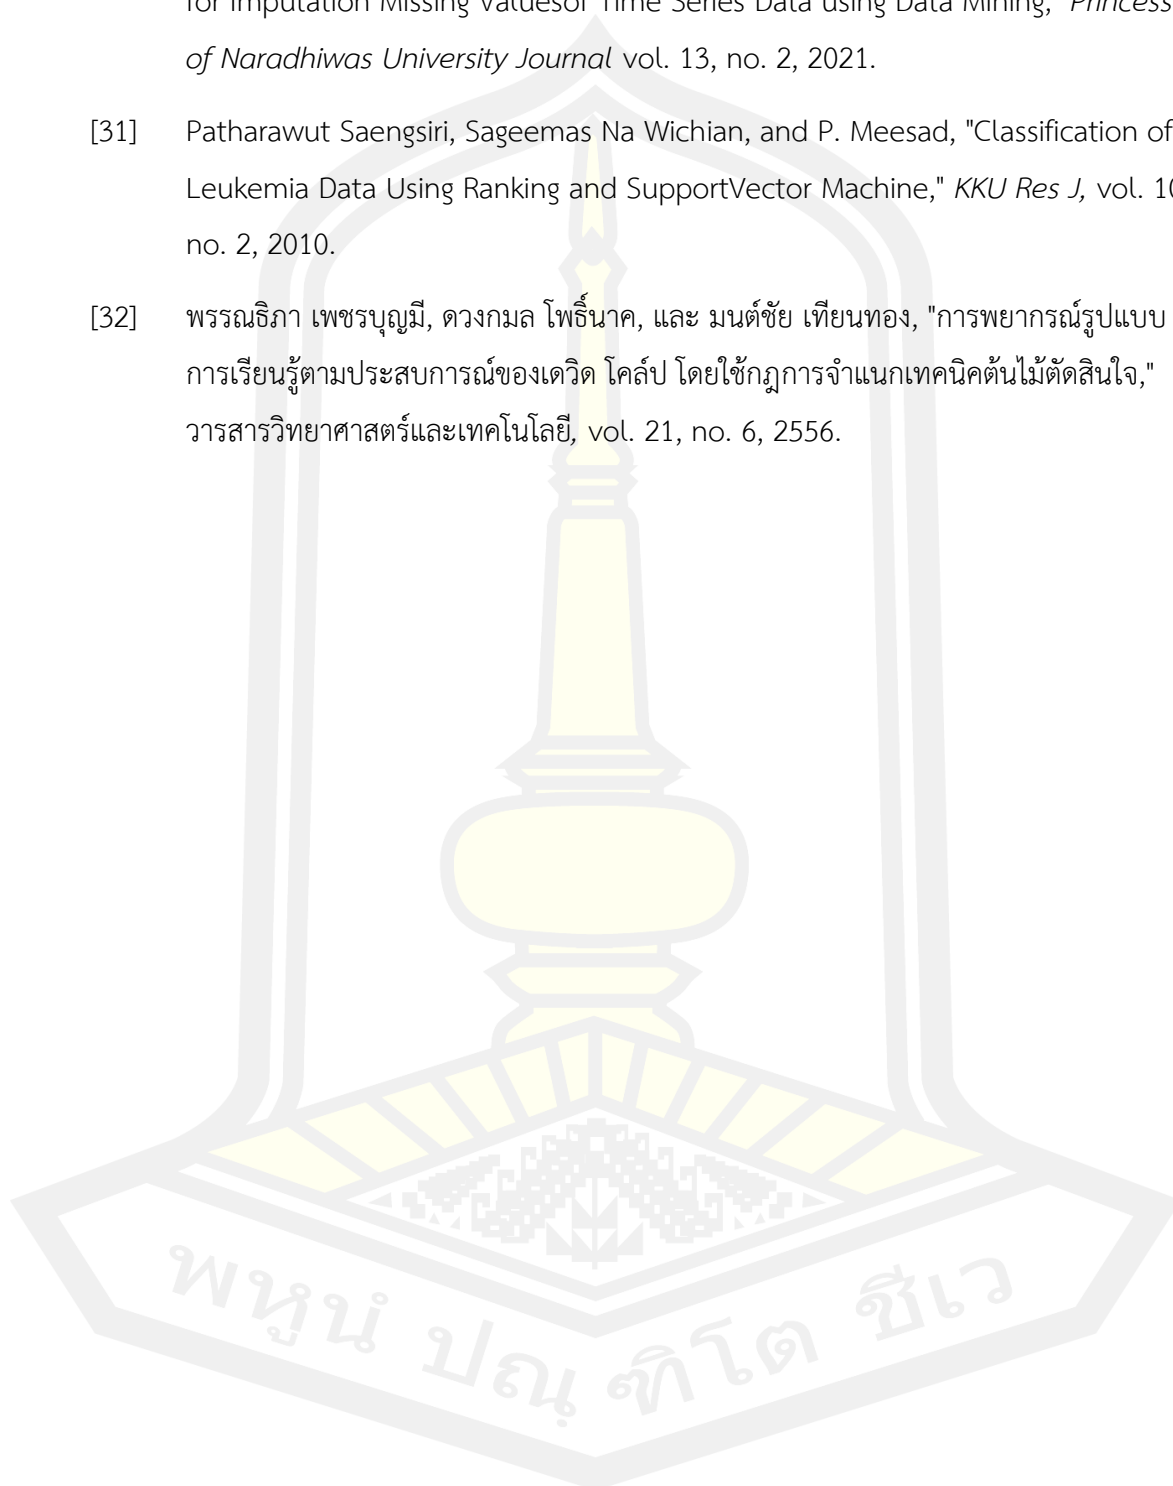 for Imputation Missing Valuesof Time Series Data using Data Mining," Princess
of Naradhiwas University Journal vol. 13, no. 2, 2021.
[31] Patharawut Saengsiri, Sageemas Na Wichian, and P. Meesad, "Classification of
Leukemia Data Using Ranking and SupportVector Machine," KKU Res J, vol. 10
no. 2, 2010.
[32] พรรณธิภา เพชรบุญมี, ดวงกมล โพธิ์นาค, และ มนต์ชัย เทียนทอง, "การพยากรณ์รูปแบบ
การเรียนรู้ตามประสบการณ์ของเดวิด โคล์ป โดยใช้กฎการจำแนกเทคนิคต้นไม้ตัดสินใจ,"
วารสารวิทยาศาสตร์และเทคโนโลยี, vol. 21, no. 6, 2556.
พหูนํ ปณฺฑิโต ชีเว